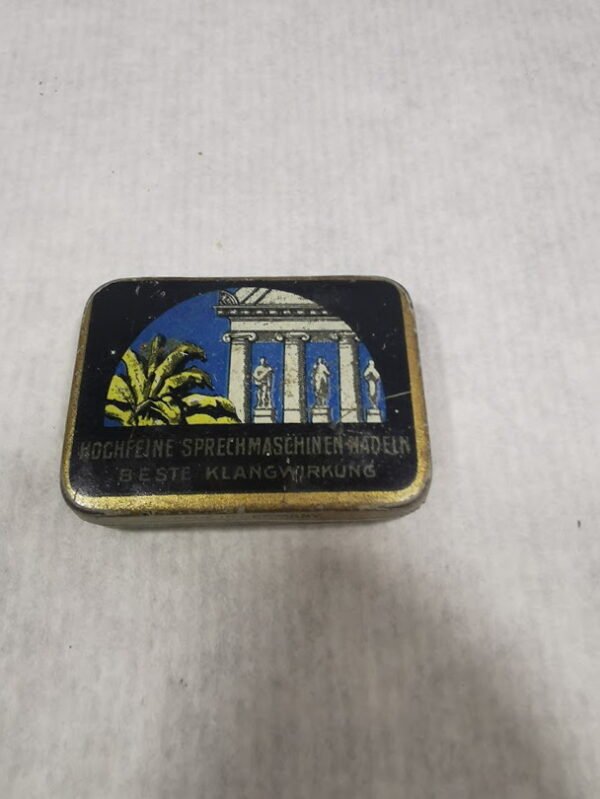 HOCHFEINE SPRECHMASCHINEN-NADELN
BESTE KLANGWIRKUNG